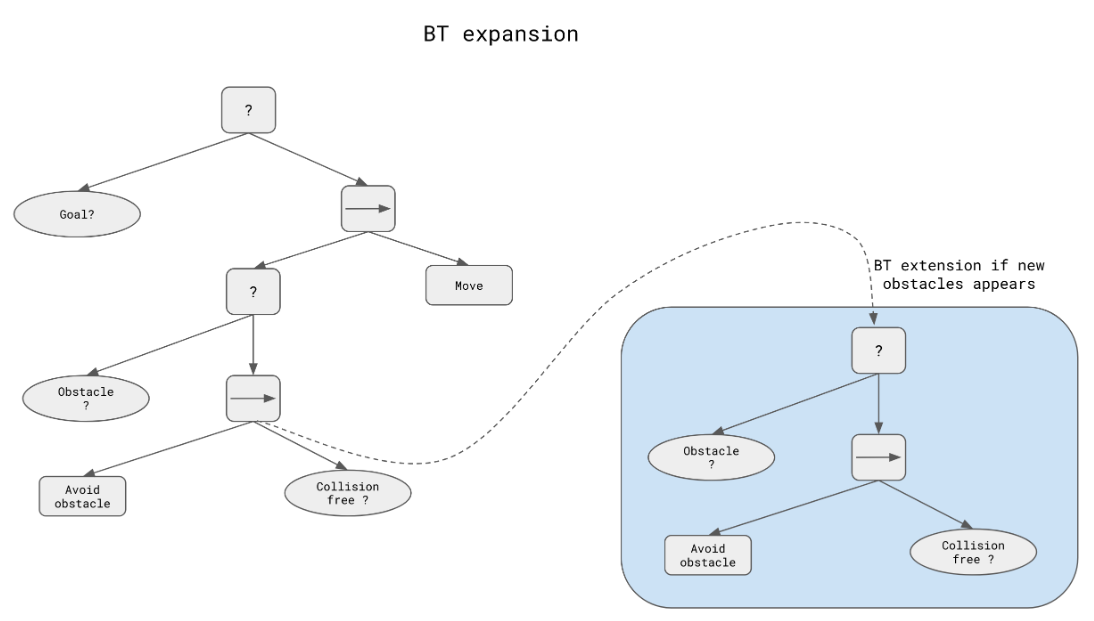 BT expansion
?
Goal?
?
Move
Obstacle
?
Avoid
obstacle
Collision
free ?
BT extension if new
obstacles appears
?
Obstacle
?
Avoid
obstacle
Collision
free ?